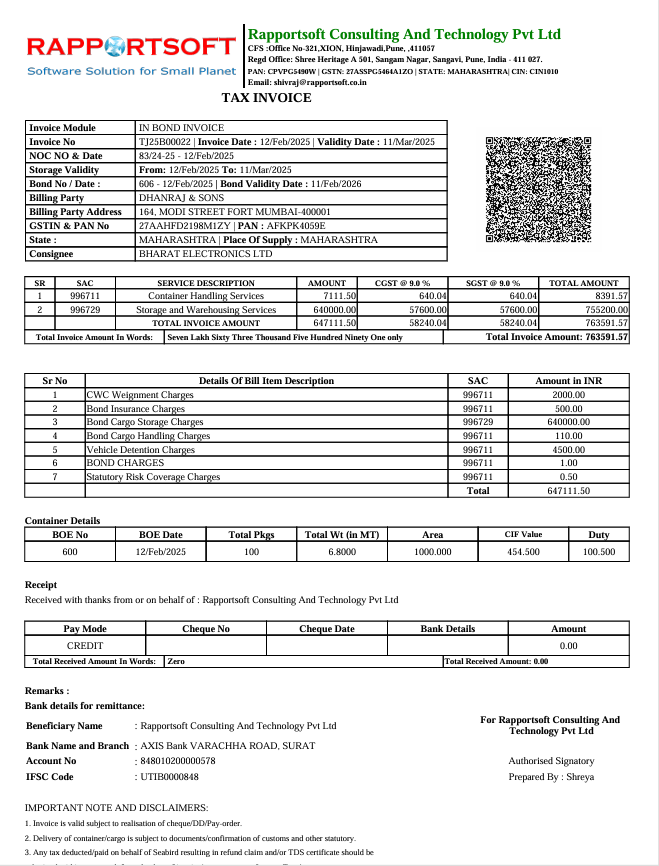 RAPPORTSOFT
Software Solution for Small Planet
Rapportsoft Consulting And Technology Pvt Ltd
CFS :Office No-321,XION, Hinjawadi,Pune, ,411057
Regd Office: Shree Heritage A 501, Sangam Nagar, Sangavi, Pune, India - 411 027.
PAN: CPVPG5490W | GSTN: 27ASSPG5464A1ZO | STATE: MAHARASHTRA| CIN: CIN1010
Email: shivraj@rapportsoft.co.in
TAX INVOICE
Invoice Module IN BOND INVOICE
Invoice No TJ25B00022 | Invoice Date : 12/Feb/2025 | Validity Date : 11/Mar/2025
NOC NO & Date 83/24-25 - 12/Feb/2025
Storage Validity From: 12/Feb/2025 To: 11/Mar/2025
Bond No / Date : 606 - 12/Feb/2025 | Bond Validity Date : 11/Feb/2026
Billing Party DHANRAJ & SONS
Billing Party Address 164, MODI STREET FORT MUMBAI-400001
GSTIN & PAN No 27AAHFD2198M1ZY | PAN : AFKPK4059E
State : MAHARASHTRA | Place Of Supply : MAHARASHTRA
Consignee BHARAT ELECTRONICS LTD
SR SAC SERVICE DESCRIPTION AMOUNT CGST @ 9.0 % SGST @ 9.0 % TOTAL AMOUNT
1 996711 Container Handling Services 7111.50 640.04 640.04 8391.57
2 996729 Storage and Warehousing Services 640000.00 57600.00 57600.00 755200.00
TOTAL INVOICE AMOUNT 647111.50 58240.04 58240.04 763591.57
Total Invoice Amount In Words: Seven Lakh Sixty Three Thousand Five Hundred Ninety One only Total Invoice Amount: 763591.57
Sr No Details Of Bill Item Description SAC Amount in INR
1 CWC Weignment Charges 996711 2000.00
2 Bond Insurance Charges 996711 500.00
3 Bond Cargo Storage Charges 996729 640000.00
4 Bond Cargo Handling Charges 996711 110.00
5 Vehicle Detention Charges 996711 4500.00
6 BOND CHARGES 996711 1.00
7 Statutory Risk Coverage Charges 996711 0.50
Total 647111.50
Container Details
BOE No BOE Date Total Pkgs Total Wt (in MT) Area CIF Value Duty
600 12/Feb/2025 100 6.8000 1000.000 454.500 100.500
Receipt
Received with thanks from or on behalf of : Rapportsoft Consulting And Technology Pvt Ltd
Pay Mode Cheque No Cheque Date Bank Details Amount
CREDIT 0.00
Total Received Amount In Words: Zero Total Received Amount: 0.00
Remarks :
Bank details for remittance:
Beneficiary Name : Rapportsoft Consulting And Technology Pvt Ltd
Bank Name and Branch : AXIS Bank VARACHHA ROAD, SURAT
Account No : 848010200000578
IFSC Code : UTIB0000848
For Rapportsoft Consulting And
Technology Pvt Ltd
Authorised Signatory
Prepared By : Shreya
IMPORTANT NOTE AND DISCLAIMERS:
1. Invoice is valid subject to realisation of cheque/DD/Pay-order.
2. Delivery of container/cargo is subject to documents/confirmation of customs and other statutory.
3. Any tax deducted/paid on behalf of Seabird resulting in refund claim and/or TDS certificate should be